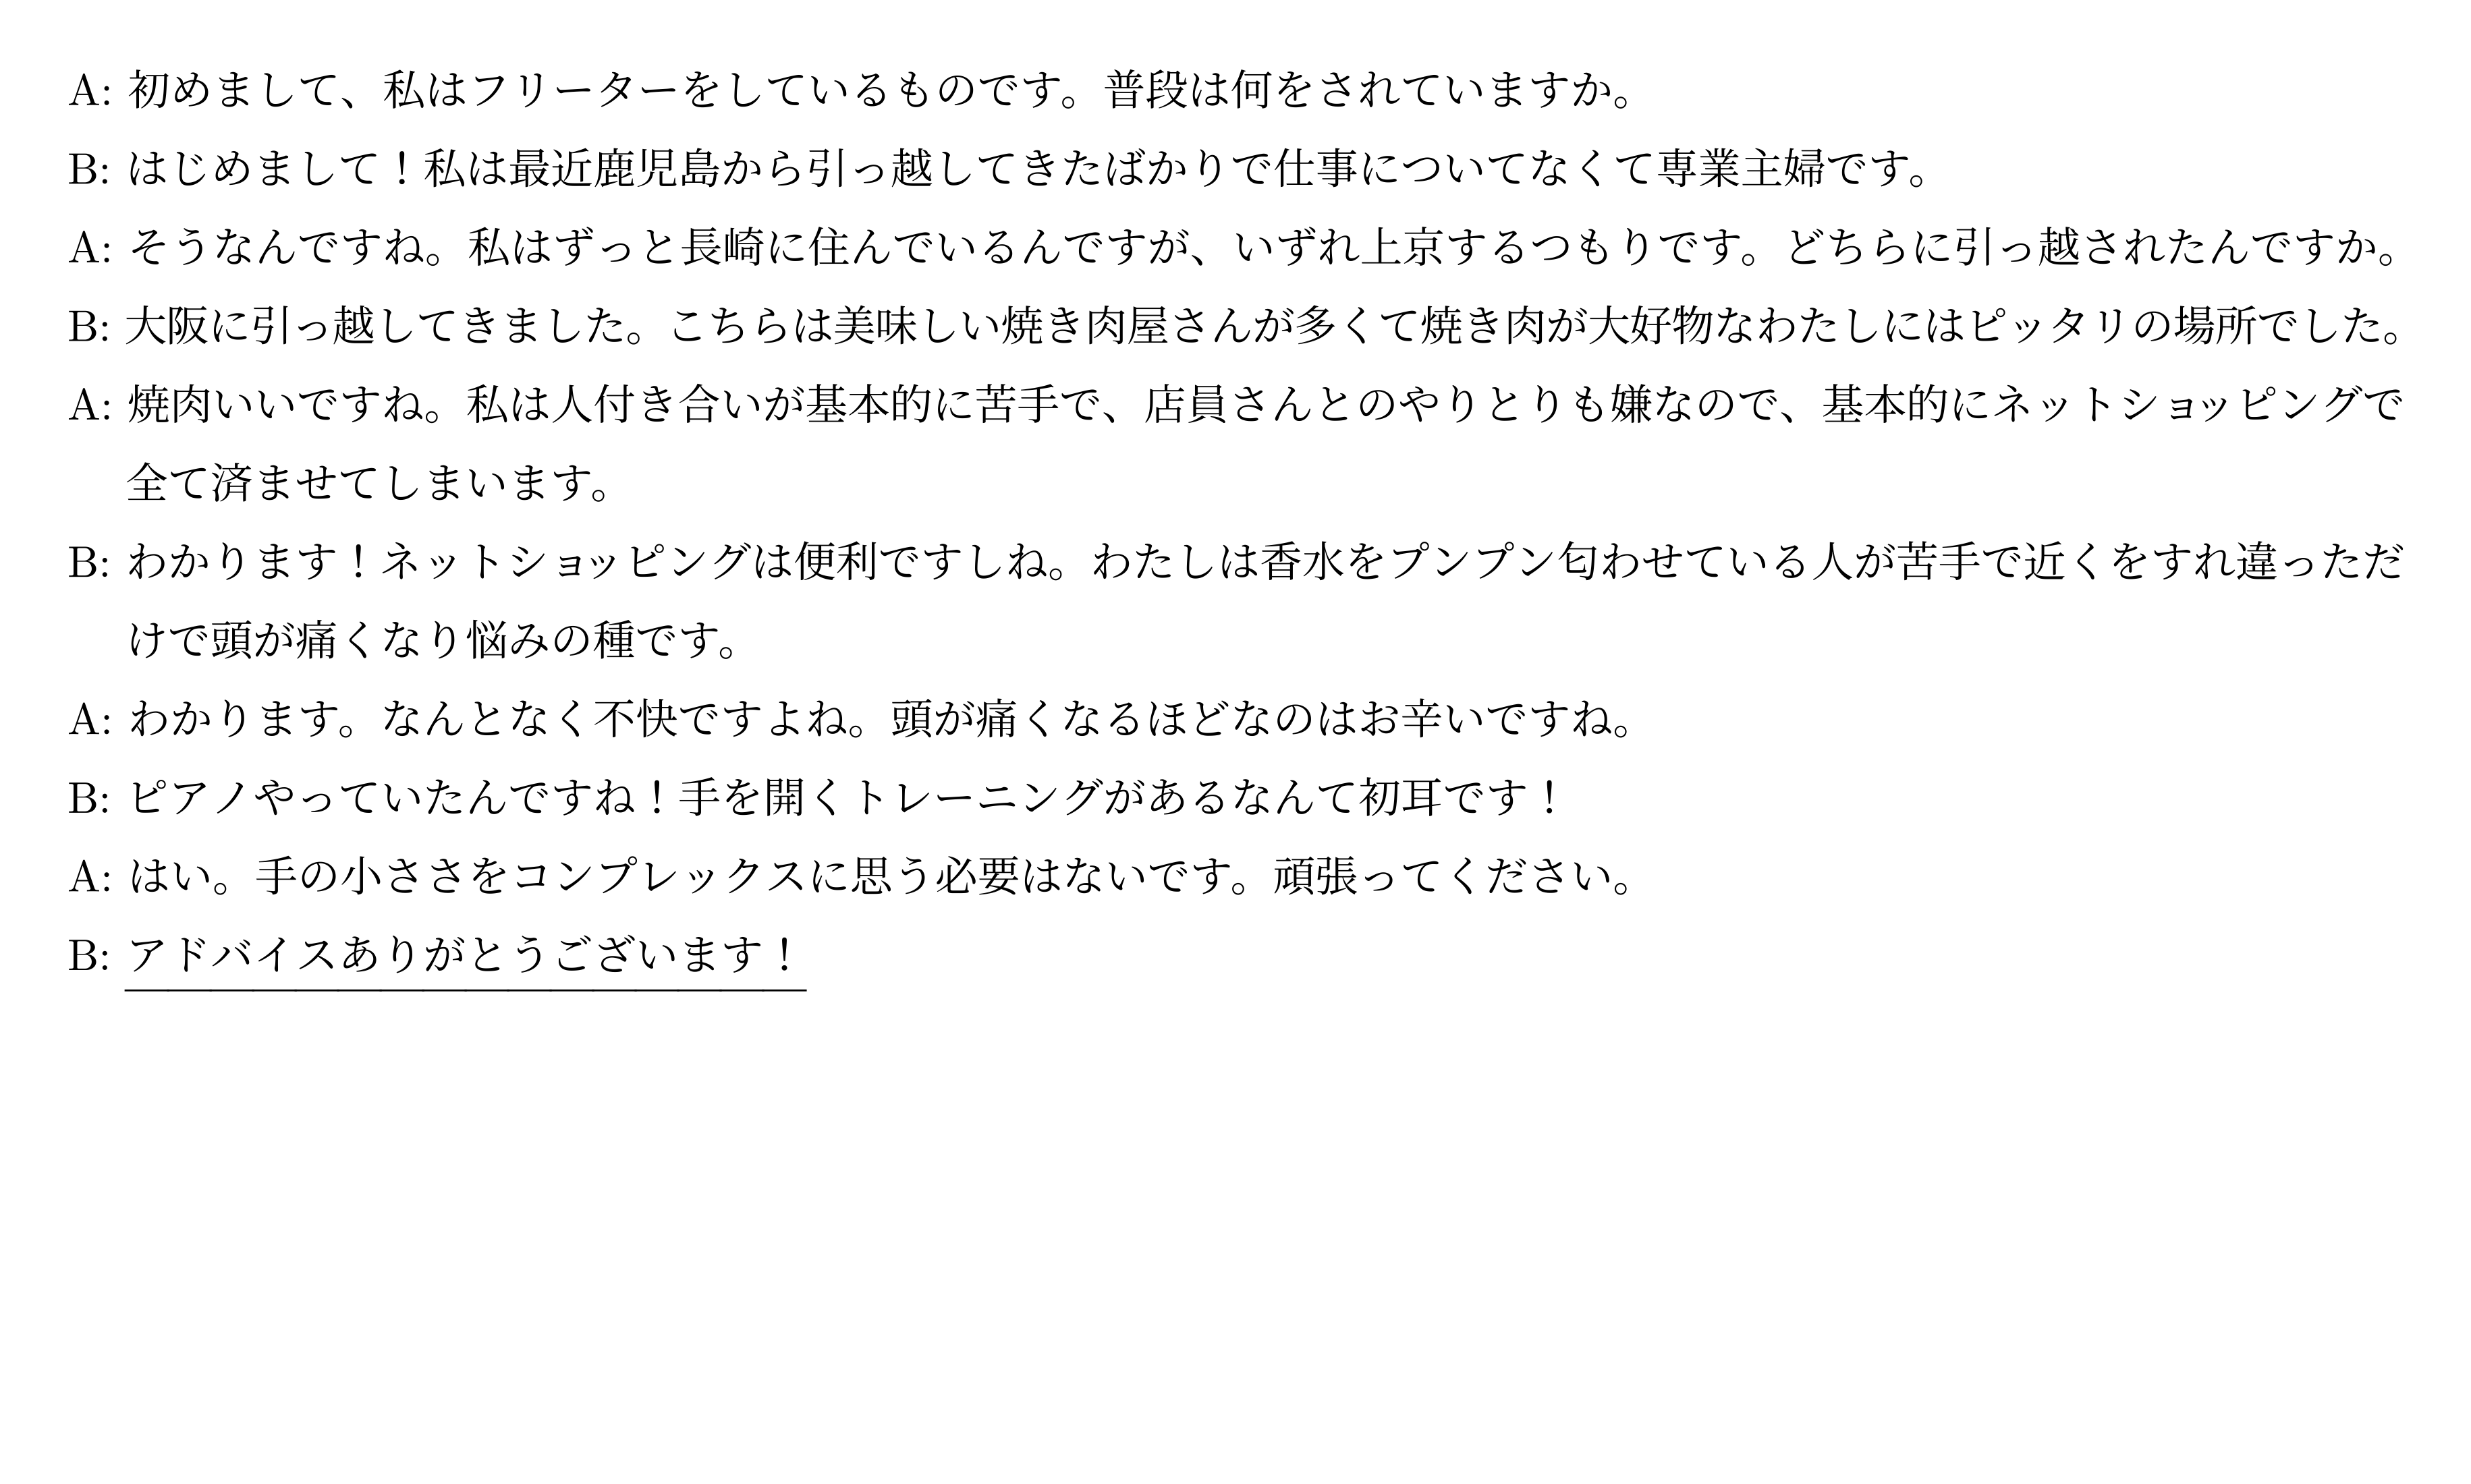 A: 初めまして、私はフリーターをしているものです。普段は何をされていますか。
B: はじめまして！私は最近鹿児島から引っ越してきたばかりで仕事についてなくて専業主婦です。
A: そうなんですね。私はずっと長崎に住んでいるんですが、いずれ上京するつもりです。どちらに引っ越されたんですか。
B: 大阪に引っ越してきました。こちらは美味しい焼き肉屋さんが多くて焼き肉が大好物なわたしにはピッタリの場所でした。
A: 焼肉いいですね。私は人付き合いが基本的に苦手で、店員さんとのやりとりも嫌なので、基本的にネットショッピングで
全て済ませてしまいます。
B: わかります！ネットショッピングは便利ですしね。わたしは香水をプンプン匂わせている人が苦手で近くをすれ違っただ
けで頭が痛くなり悩みの種です。
A: わかります。なんとなく不快ですよね。頭が痛くなるほどなのはお辛いですね。
B: ピアノやっていたんですね！手を開くトレーニングがあるなんて初耳です！
A: はい。手の小ささをコンプレックスに思う必要はないです。頑張ってください。
B: アドバイスありがとうございます！